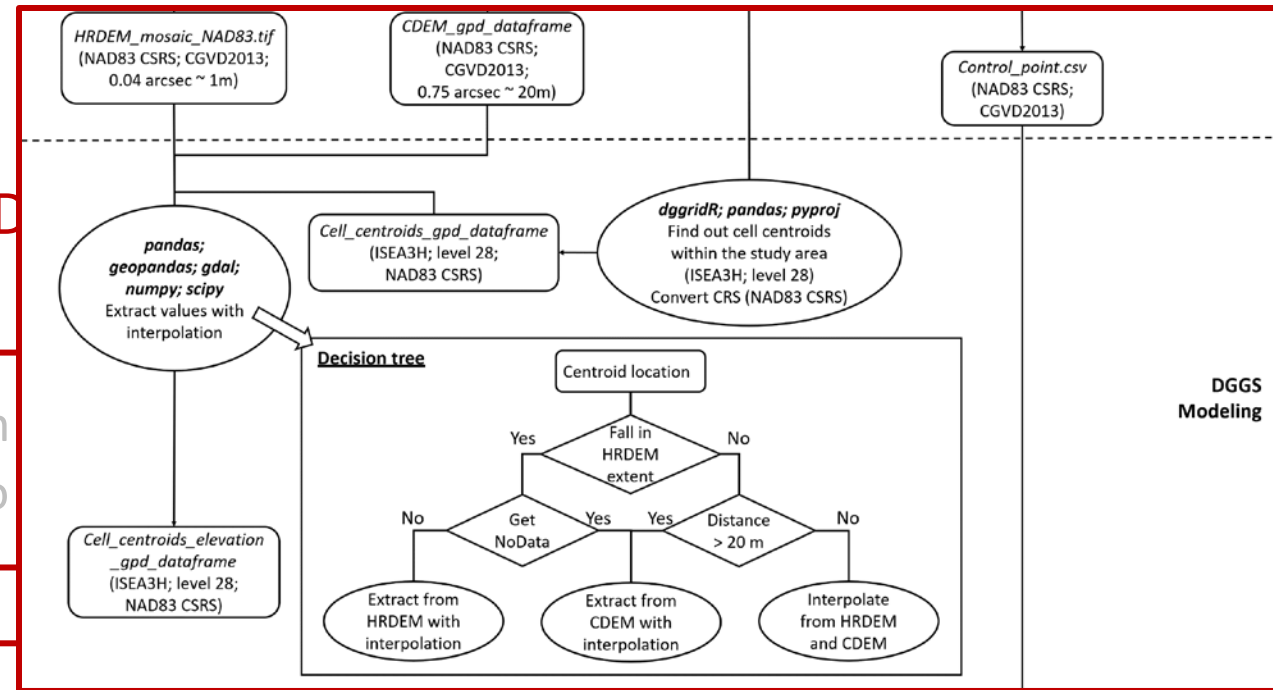 HRDEM_mosaic_NAD83.tif
(NAD83 CSRS; CGVD2013;
0.04 arcsec ~ 1m)
CDEM_gpd_dataframe
(NAD83 CSRS;
CGVD2013;
0.75 arcsec ~ 20m)
Control_point.csv
(NAD83 CSRS;
CGVD2013)
pandas;
geopandas; gdal;
numpy; scipy
Extract values with
interpolation
Cell_centroids_gpd_dataframe
(ISEA3H; level 28;
NAD83 CSRS)
dggridR; pandas; pyproj
Find out cell centroids
within the study area
(ISEA3H; level 28)
Convert CRS (NAD83 CSRS)
Decision tree
Centroid location
Yes
Fall in
HRDEM
extent
No
No
Get
NoData
Yes
Yes
Distance
> 20 m
No
Extract from
HRDEM with
interpolation
Extract from
CDEM with
interpolation
Interpolate
from HRDEM
and CDEM
Cell_centroids_elevation
_gpd_dataframe
(ISEA3H; level 28;
NAD83 CSRS)
DGGS
Modeling